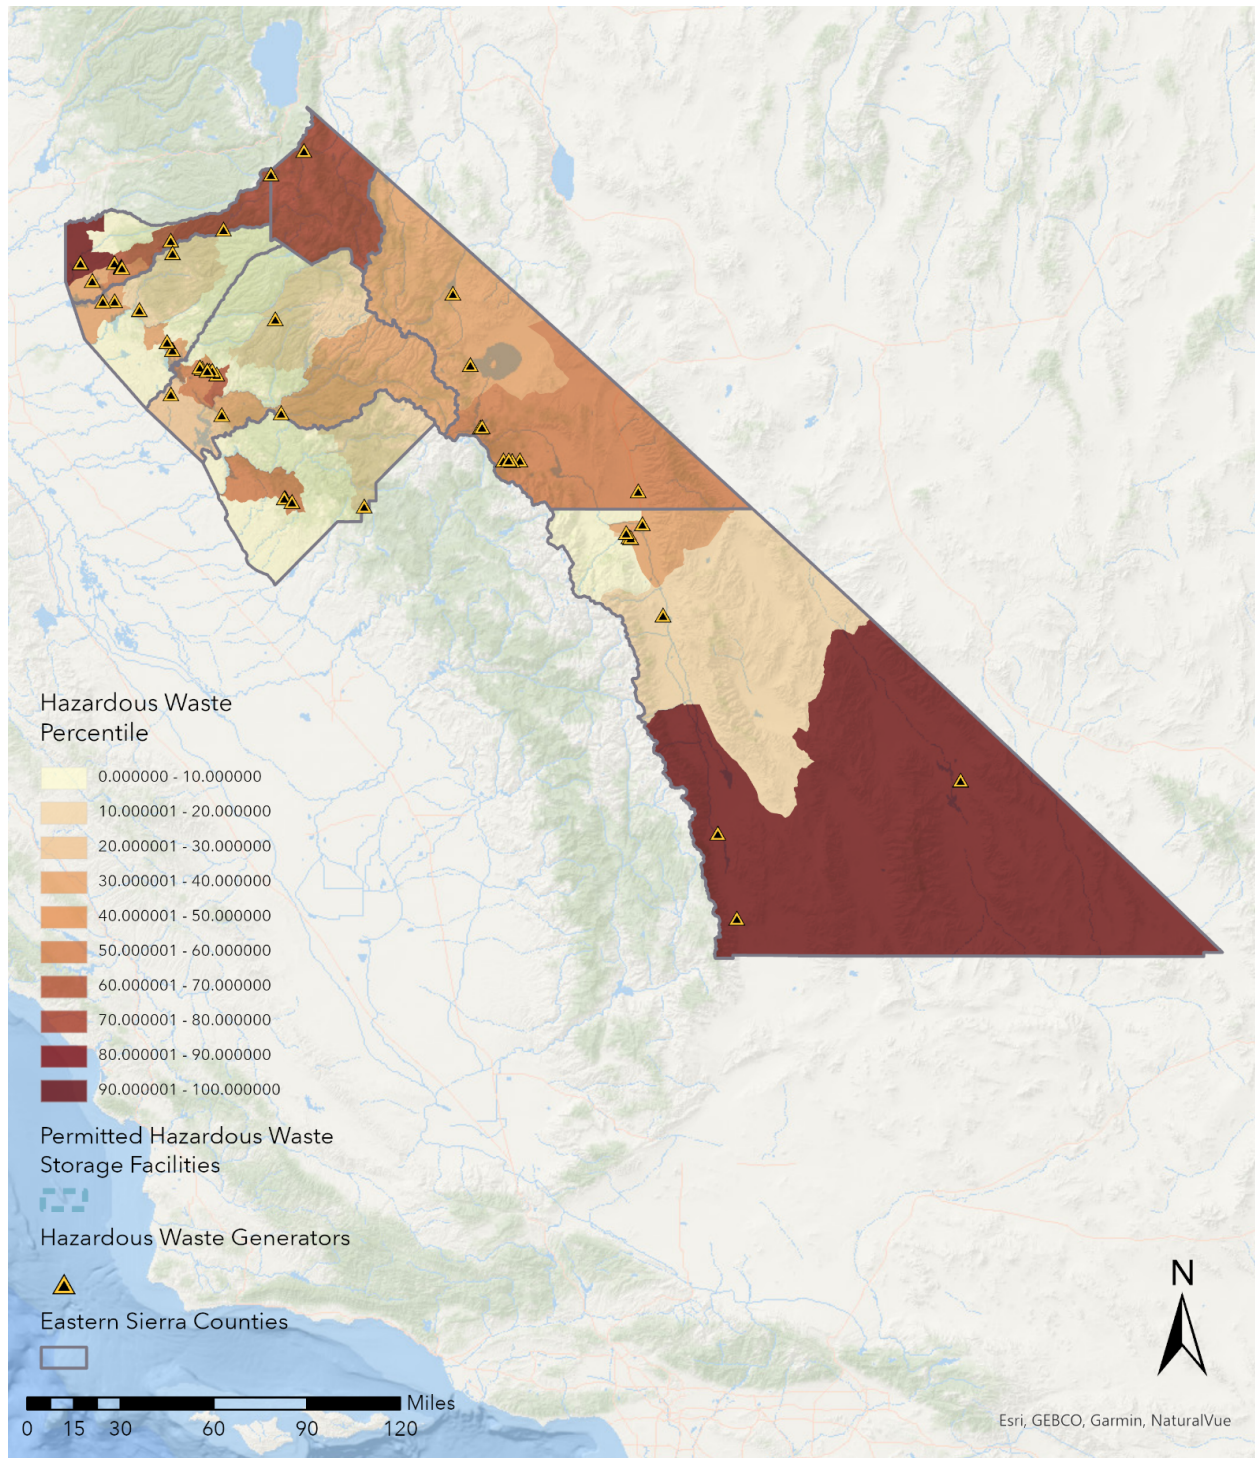 Hazardous Waste
Percentile
0.000000 - 10.000000
10.000001 - 20.000000
20.000001 - 30.000000
30.000001 - 40.000000
40.000001 - 50.000000
50.000001 - 60.000000
60.000001 - 70.000000
70.000001 - 80.000000
80.000001 - 90.000000
90.000001 - 100.000000
Permitted Hazardous Waste
Storage Facilities
Hazardous Waste Generators
Eastern Sierra Counties
Miles
0 15 30 60 90 120
N
Esri, GEBCO, Garmin, NaturalVue